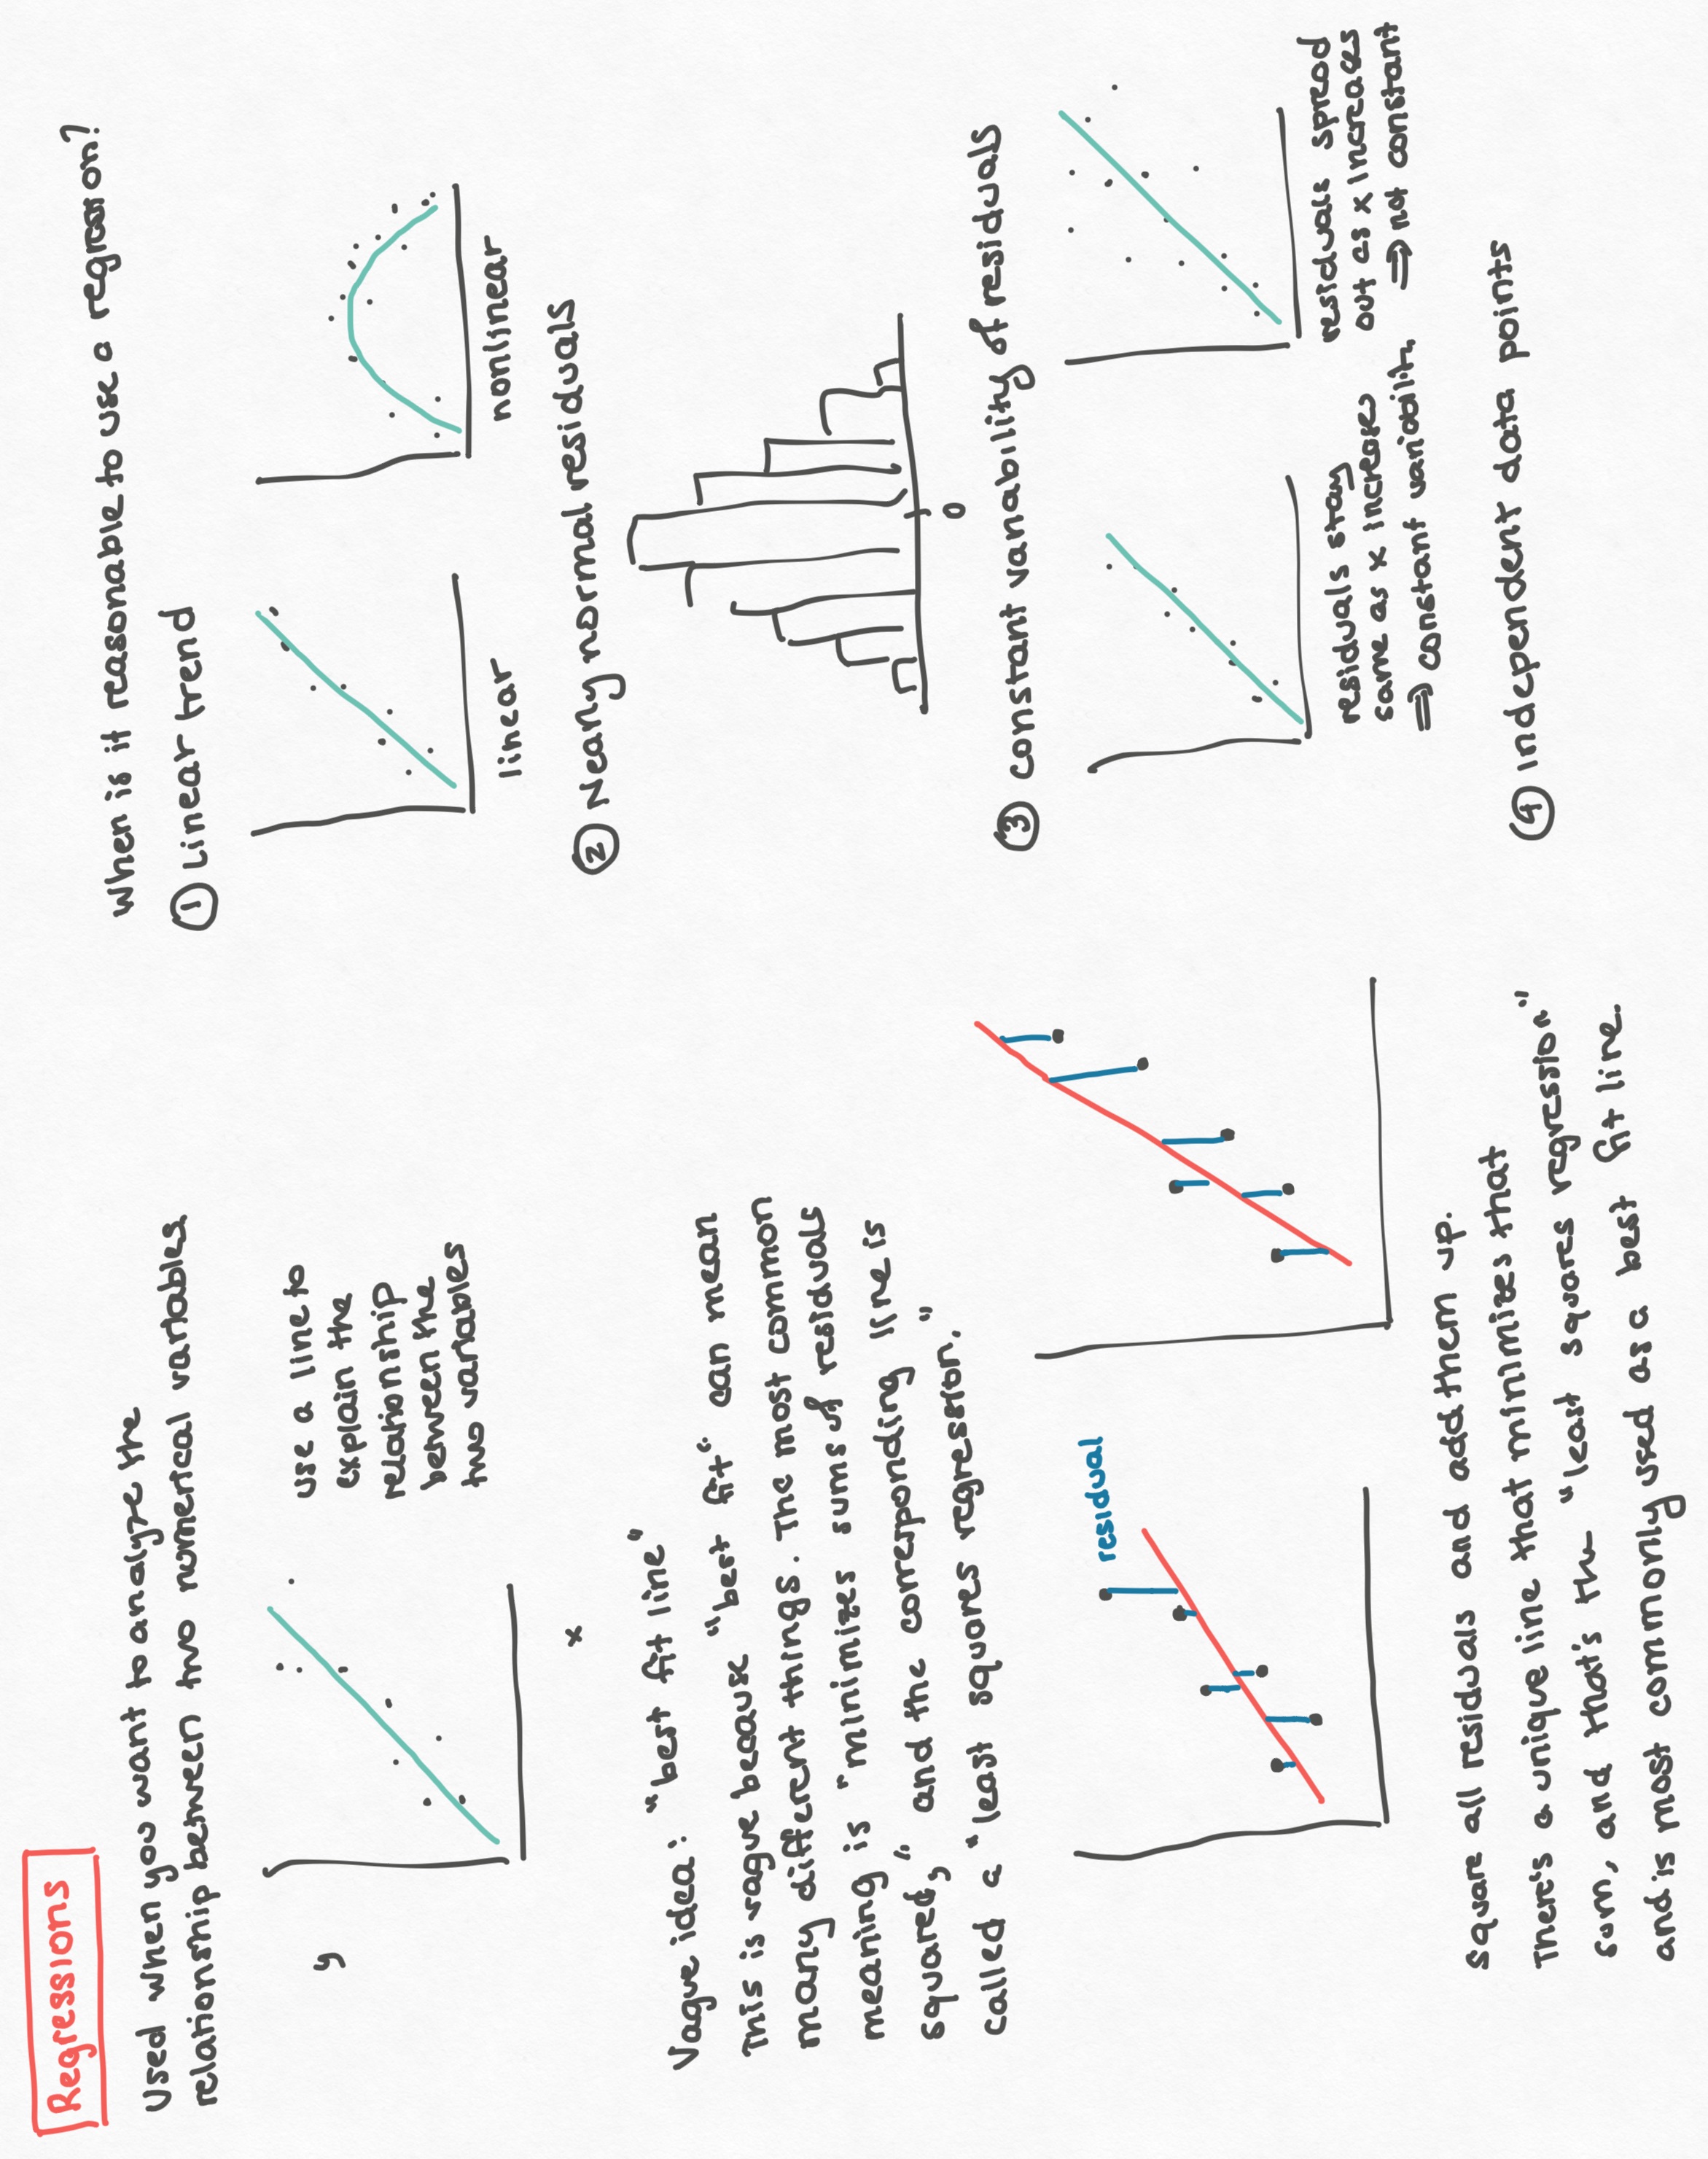 Regressions
Used when you want to analyze the
relationship between two numerical variables.
y
x
use a line to
explain the
relationship
between the
two variables
Vague idea: "best fit line"
This is vague because "best fit" can mean
many different things. The most common
meaning is "minimizes sums of residuals
squared," and the corresponding line is
called a "least squares regression."
residual
Square all residuals and add them up.
There's a unique line that minimizes that
sum, and that's the "least squares regression"
and is most commonly used as a best fit line.
When is it reasonable to use a regression?
① Linear trend
linear
nonlinear
② Nearly normal residuals
0
③ constant variability of residuals
residuals stay
same as x increases
⇒ constant variability
residuals spread
out as x increases
⇒ not constant
④ Independent data points